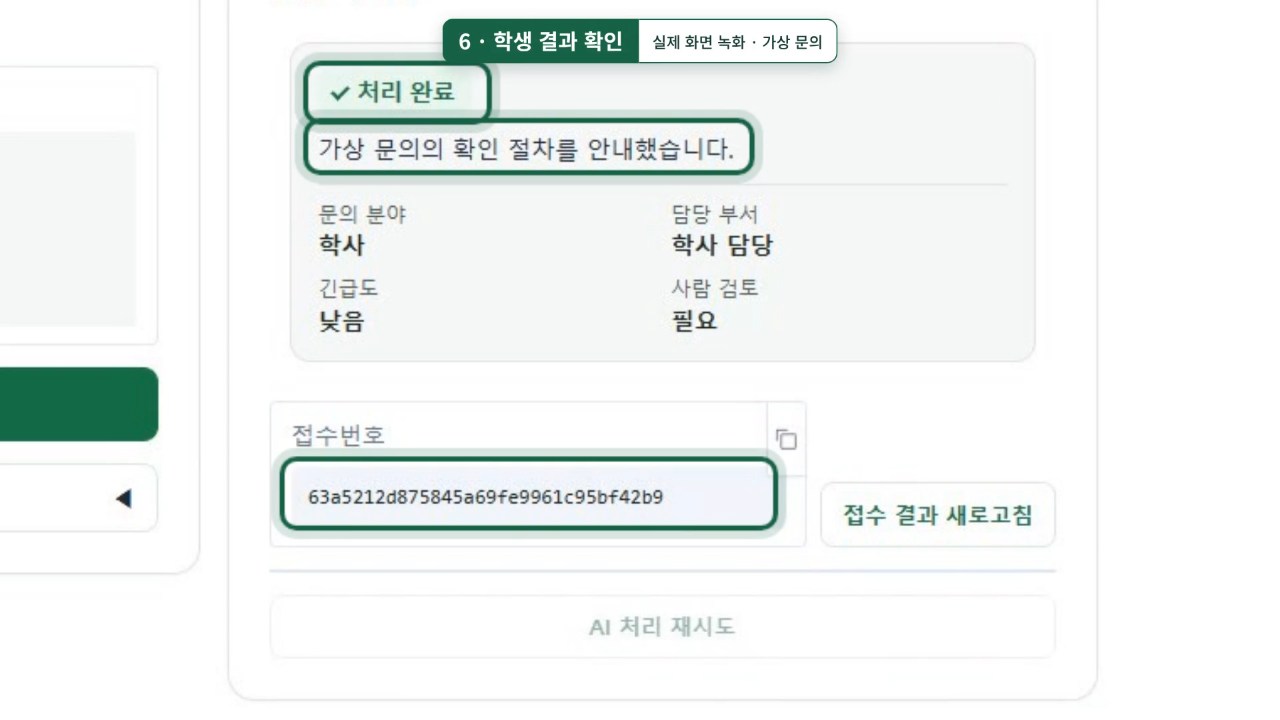 6 · 학생 결과 확인
실제 화면 녹화 · 가상 문의
✓ 처리 완료
가상 문의의 확인 절차를 안내했습니다.
문의 분야
학사
담당 부서
학사 담당
긴급도
낮음
사람 검토
필요
접수번호
63a5212d875845a69fe9961c95bf42b9
접수 결과 새로고침
AI 처리 재시도